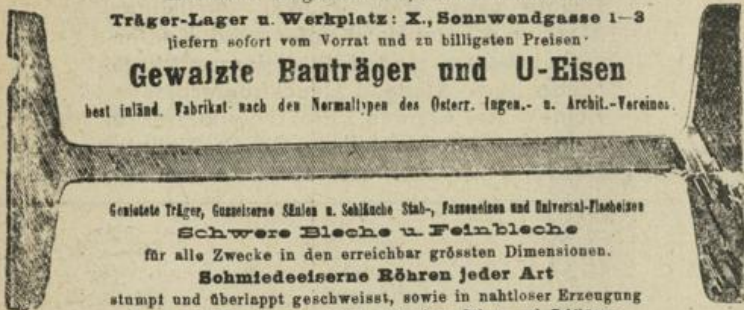 Träger-Lager u. Werkplatz: X., Sonnwendgasse 1–3
liefern sofort vom Vorrat und zu billigsten Preisen
Gewalzte Bauträger und U-Eisen
best inländ. Fabrikat nach den Normaltypen des Österr. Ingen.- u. Archit.-Vereines.
Genietete Träger, Gusseiserne Säulen u. Schläuche Stab-, Fassoneisen und Universal-Flacheisen
Schwere Bleche u. Feinbleche
für alle Zwecke in den erreichbar grössten Dimensionen.
Schmiedeeiserne Röhren jeder Art
stumpf und überlappt geschweisst, sowie in nahtloser Erzeugung